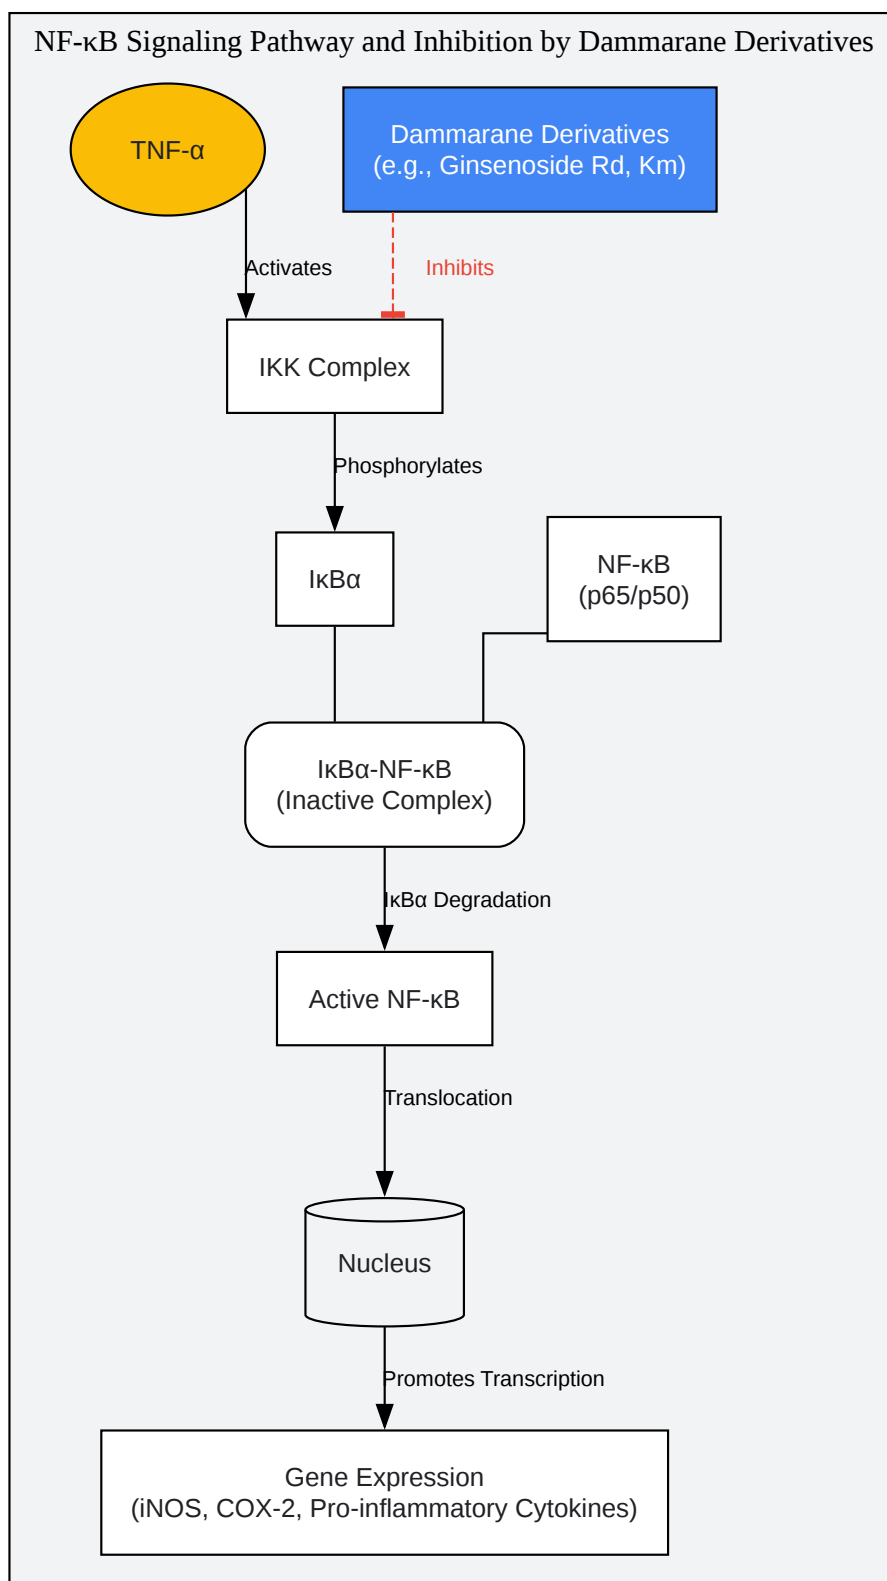 NF-κB Signaling Pathway and Inhibition by Dammarane Derivatives
TNF-α
Dammarane Derivatives
(e.g., Ginsenoside Rd, Km)
Activates
Inhibits
IKK Complex
Phosphorylates
IκBα
NF-κB
(p65/p50)
IκBα-NF-κB
(Inactive Complex)
IκBα Degradation
Active NF-κB
Translocation
Nucleus
Promotes Transcription
Gene Expression
(iNOS, COX-2, Pro-inflammatory Cytokines)